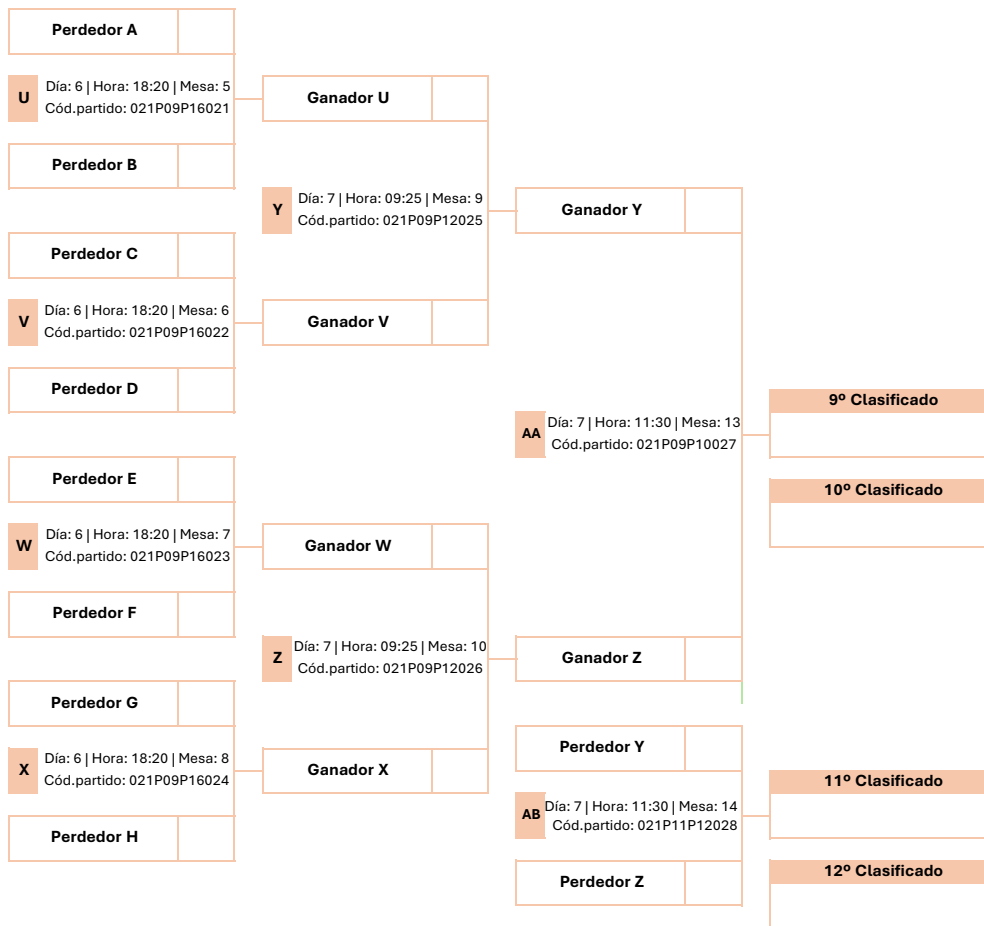 Perdedor A
U
Día: 6 | Hora: 18:20 | Mesa: 5
Cód.partido: 021P09P16021
Perdedor B
Perdedor C
V
Día: 6 | Hora: 18:20 | Mesa: 6
Cód.partido: 021P09P16022
Perdedor D
Perdedor E
W
Día: 6 | Hora: 18:20 | Mesa: 7
Cód.partido: 021P09P16023
Perdedor F
Perdedor G
X
Día: 6 | Hora: 18:20 | Mesa: 8
Cód.partido: 021P09P16024
Perdedor H
Ganador U
Y
Día: 7 | Hora: 09:25 | Mesa: 9
Cód.partido: 021P09P12025
Ganador V
Ganador W
Z
Día: 7 | Hora: 09:25 | Mesa: 10
Cód.partido: 021P09P12026
Ganador X
Ganador Y
AA
Día: 7 | Hora: 11:30 | Mesa: 13
Cód.partido: 021P09P10027
Ganador Z
Perdedor Y
AB
Día: 7 | Hora: 11:30 | Mesa: 14
Cód.partido: 021P11P12028
Perdedor Z
9º Clasificado
10º Clasificado
11º Clasificado
12º Clasificado